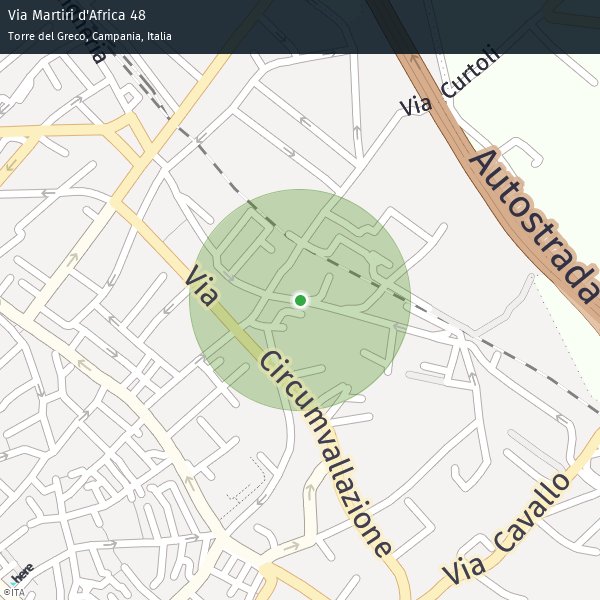 Via Martiri d'Africa 48
Torre del Greco, Campania, Italia
Via Curtoli
Autostrada
Via Circumvallazione
Via Cavallo
here
©ITA